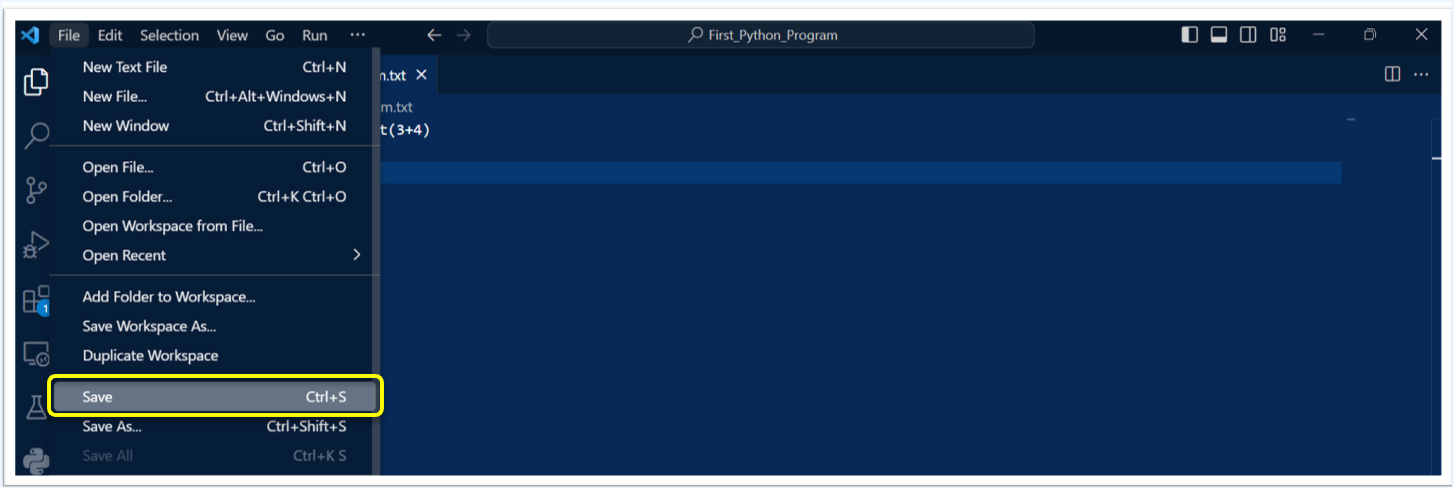 File Edit Selection View Go Run ··· First_Python_Program
New Text File Ctrl+N
m.txt
New File... Ctrl+Alt+Windows+N
m.txt
New Window Ctrl+Shift+N
t(3+4)
Open File... Ctrl+O
Open Folder... Ctrl+K Ctrl+O
Open Workspace from File...
Open Recent
Add Folder to Workspace...
1
Save Workspace As...
Duplicate Workspace
Save Ctrl+S
Save As... Ctrl+Shift+S
Save All Ctrl+K S